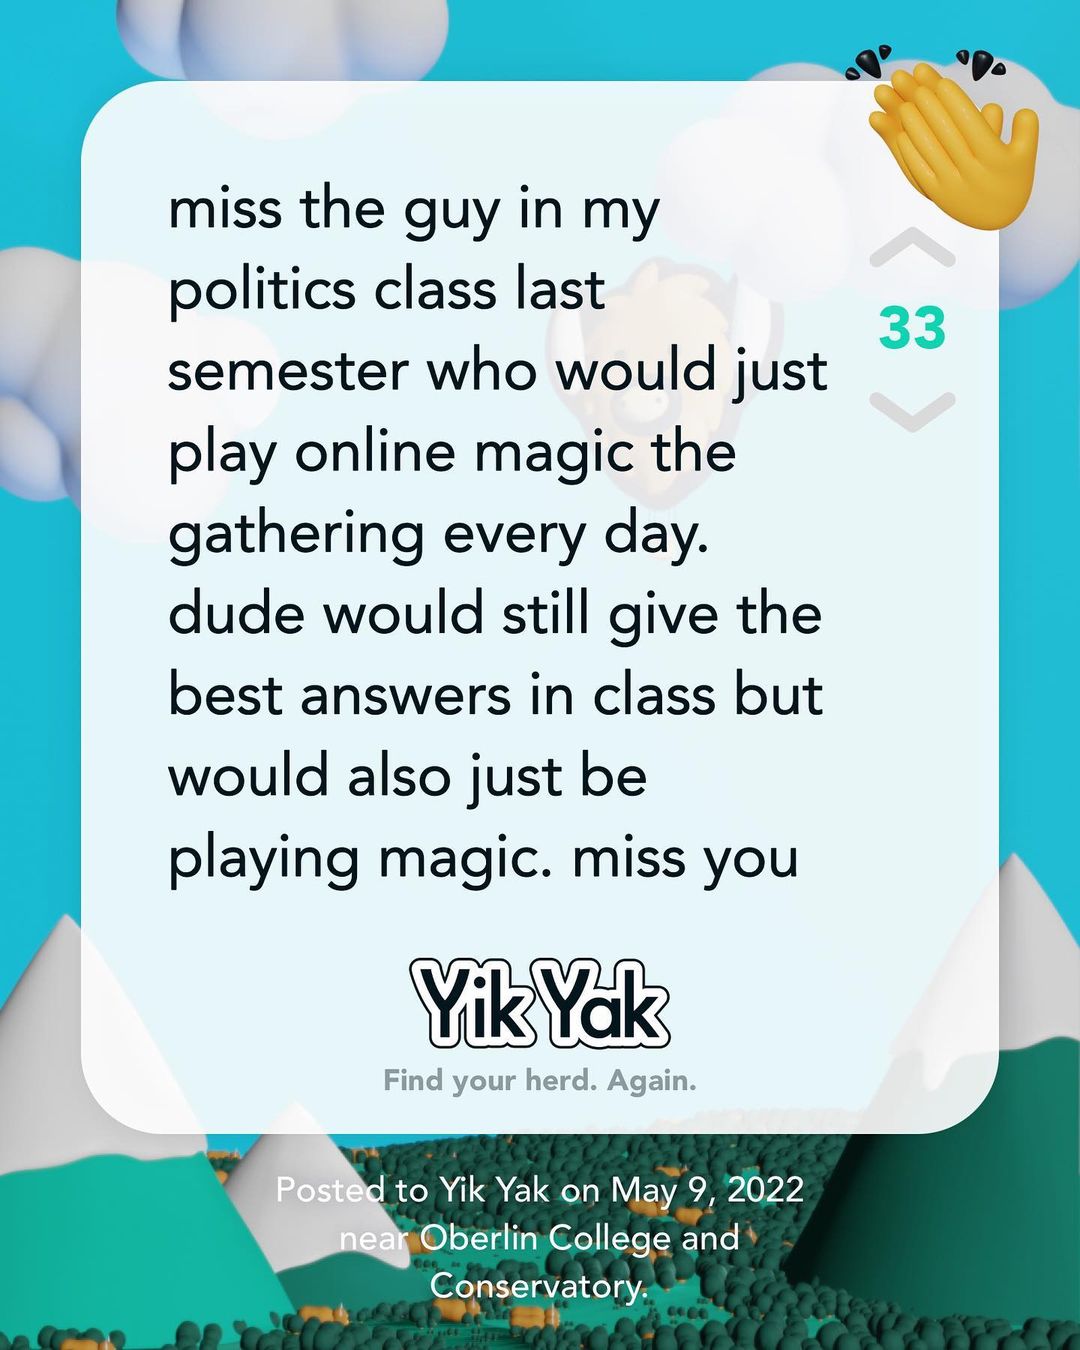 miss the guy in my
politics class last
semester who would just
play online magic the
gathering every day.
dude would still give the
best answers in class but
would also just be
playing magic. miss you
33
Yik Yak
Find your herd. Again.
Posted to Yik Yak on May 9, 2022
near Oberlin College and
Conservatory.